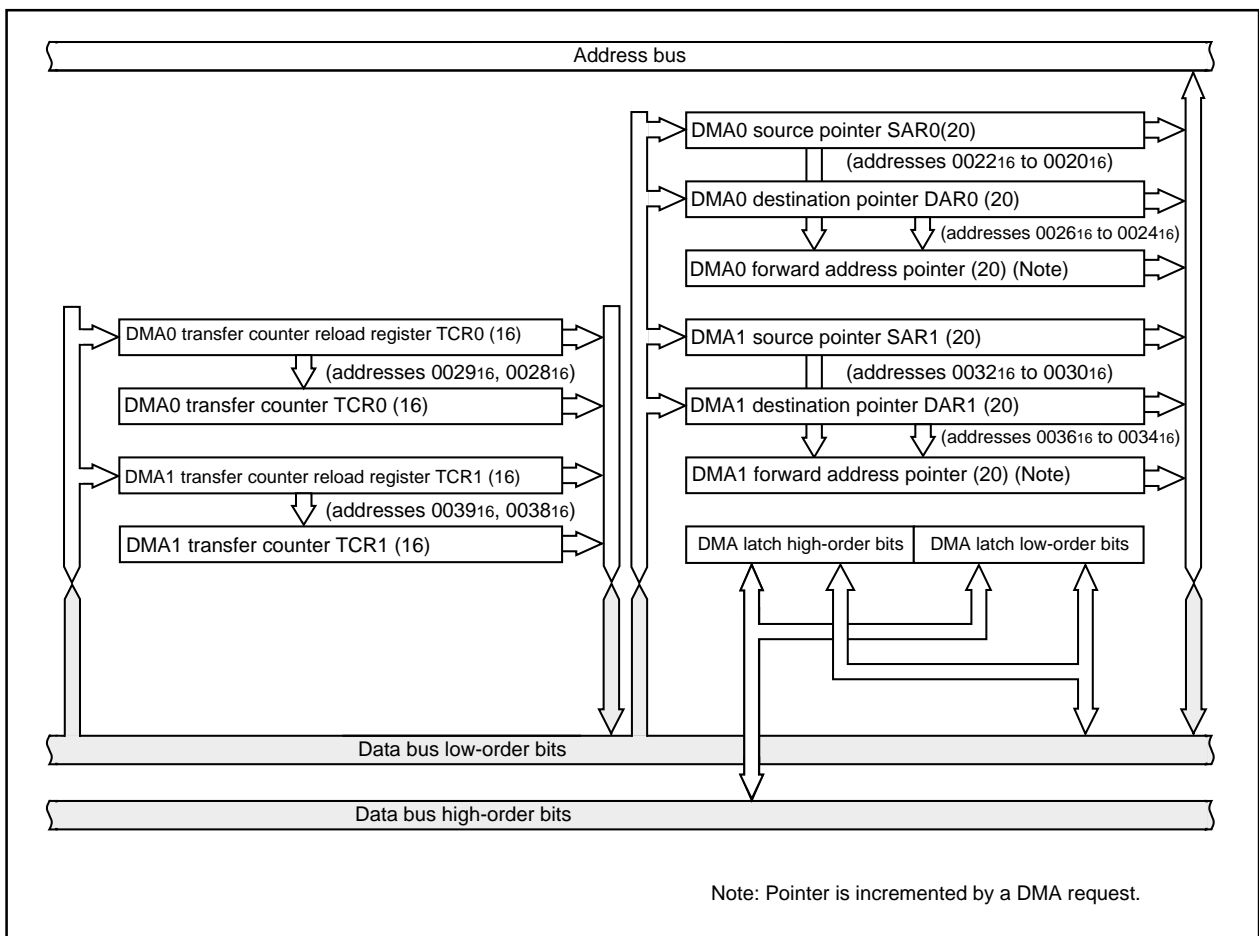 Address bus
DMA0 source pointer SAR0(20)
(addresses 002216 to 002016)
DMA0 destination pointer DAR0 (20)
(addresses 002616 to 002416)
DMA0 forward address pointer (20) (Note)
DMA0 transfer counter reload register TCR0 (16)
(addresses 002916, 002816)
DMA0 transfer counter TCR0 (16)
DMA1 transfer counter reload register TCR1 (16)
(addresses 003916, 003816)
DMA1 transfer counter TCR1 (16)
DMA1 source pointer SAR1 (20)
(addresses 003216 to 003016)
DMA1 destination pointer DAR1 (20)
(addresses 003616 to 003416)
DMA1 forward address pointer (20) (Note)
DMA latch high-order bits DMA latch low-order bits
Data bus low-order bits
Data bus high-order bits
Note: Pointer is incremented by a DMA request.